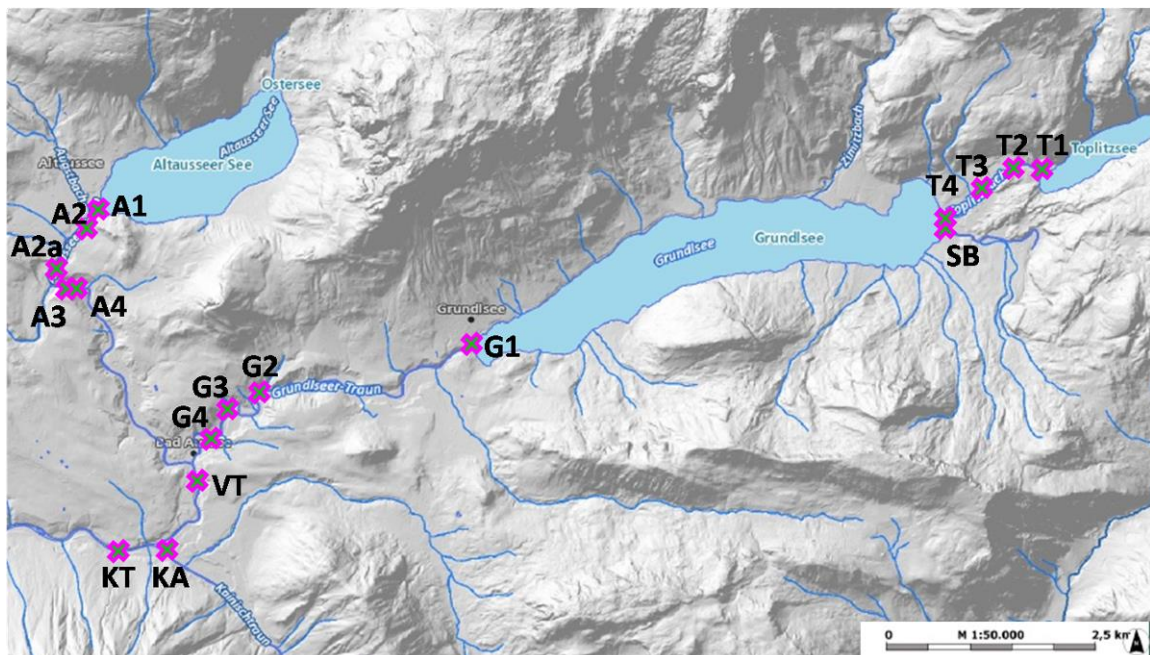 Ostersee
Altausseer See
Altaussee
Augstbach
Altausseer See
A1
A2
A2a
A3
A4
Zimitzbach
T1
T2
T3
T4
Toplitzsee
SB
Grundlsee
Grundlsee
Grundlsee
G1
G2
G3
G4
Grundlseer-Traun
VT
KT
KA
Kainischtraun
0
M 1:50.000
2,5 km